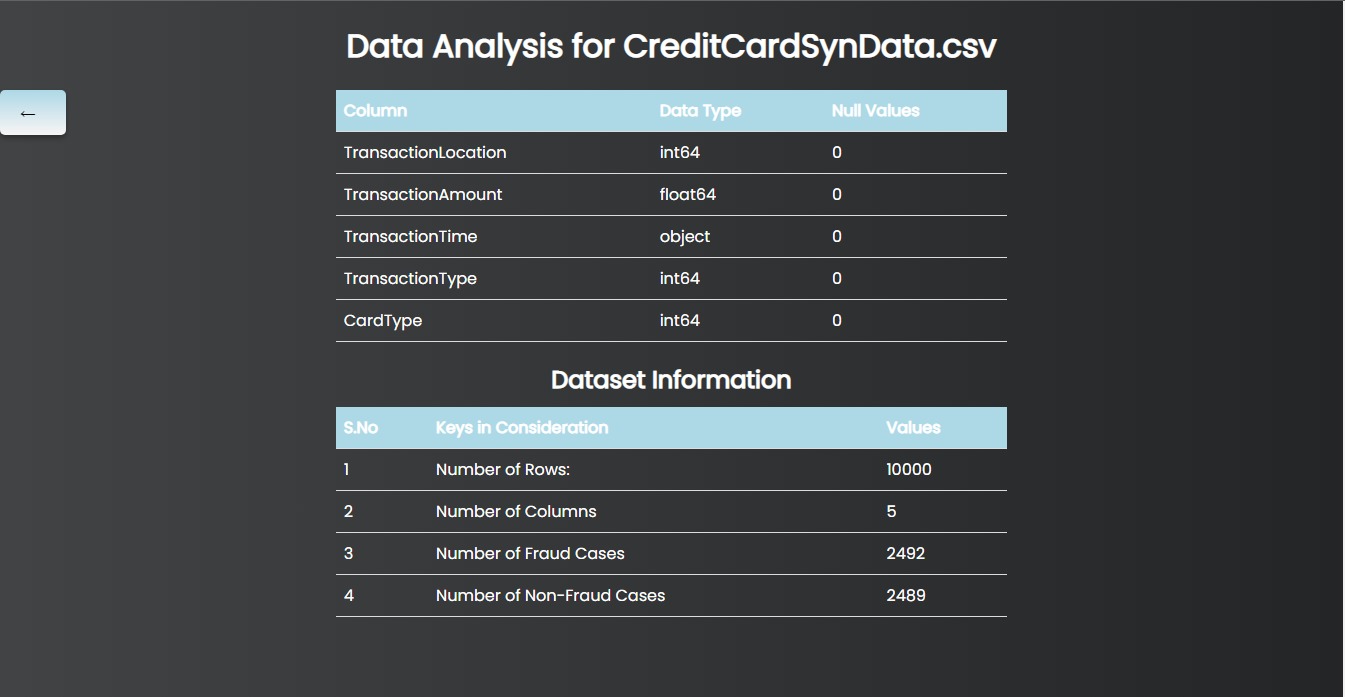 Data Analysis for CreditCardSynData.csv
←
Column Data Type Null Values
TransactionLocation int64 0
TransactionAmount float64 0
TransactionTime object 0
TransactionType int64 0
CardType int64 0
Dataset Information
S.No Keys in Consideration Values
1 Number of Rows: 10000
2 Number of Columns 5
3 Number of Fraud Cases 2492
4 Number of Non-Fraud Cases 2489